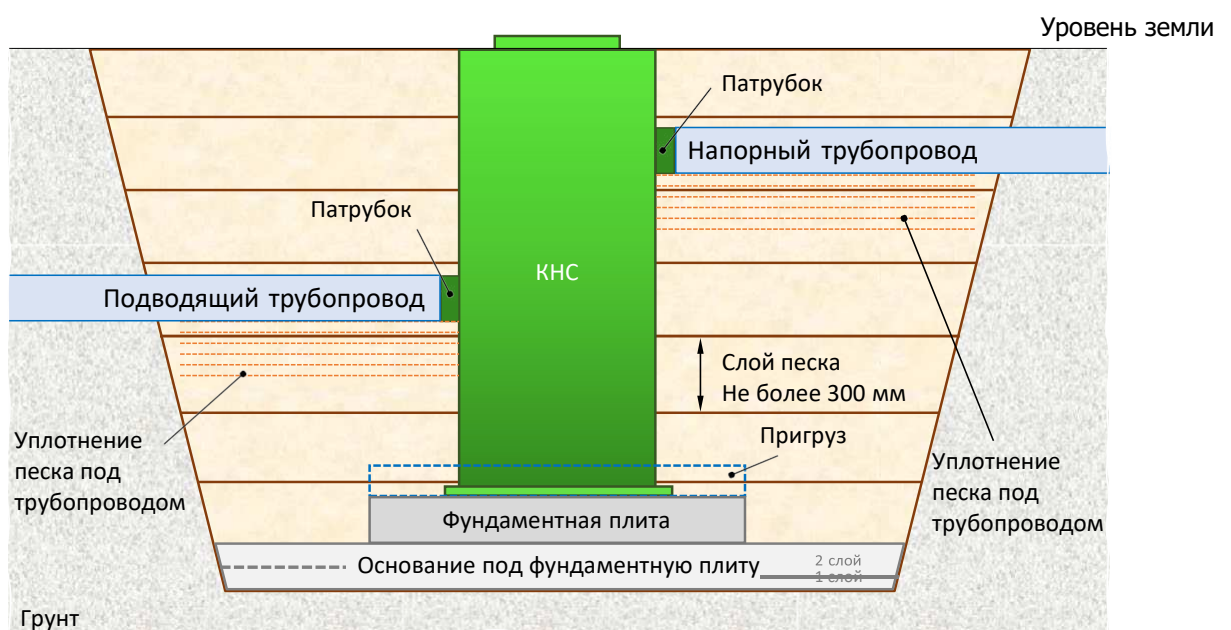 Уровень земли
Патрубок
Напорный трубопровод
Патрубок
КНС
Подводящий трубопровод
Слой песка
Не более 300 мм
Пригруз
Уплотнение
песка под
трубопроводом
Уплотнение
песка под
трубопроводом
Фундаментная плита
Основание под фундаментную плиту
2 слой
1 слой
Грунт